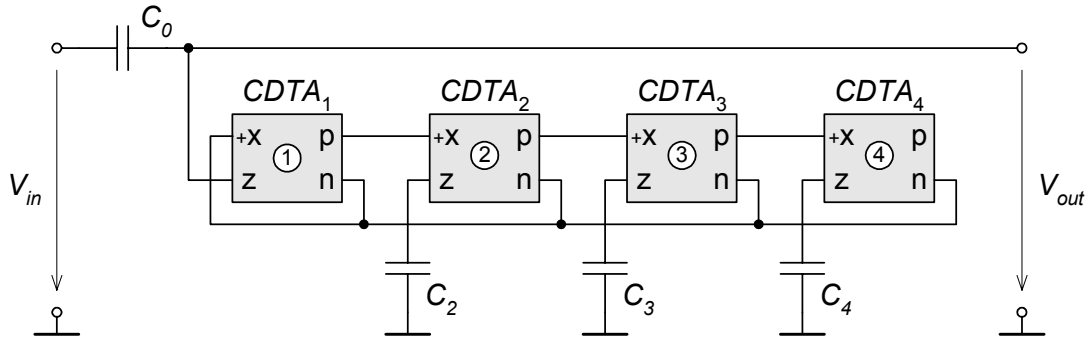 C0
CDTA1 CDTA2 CDTA3 CDTA4
+x p +x p +x p +x p
1 2 3 4
z n z n z n z n
Vin Vout
C2 C3 C4